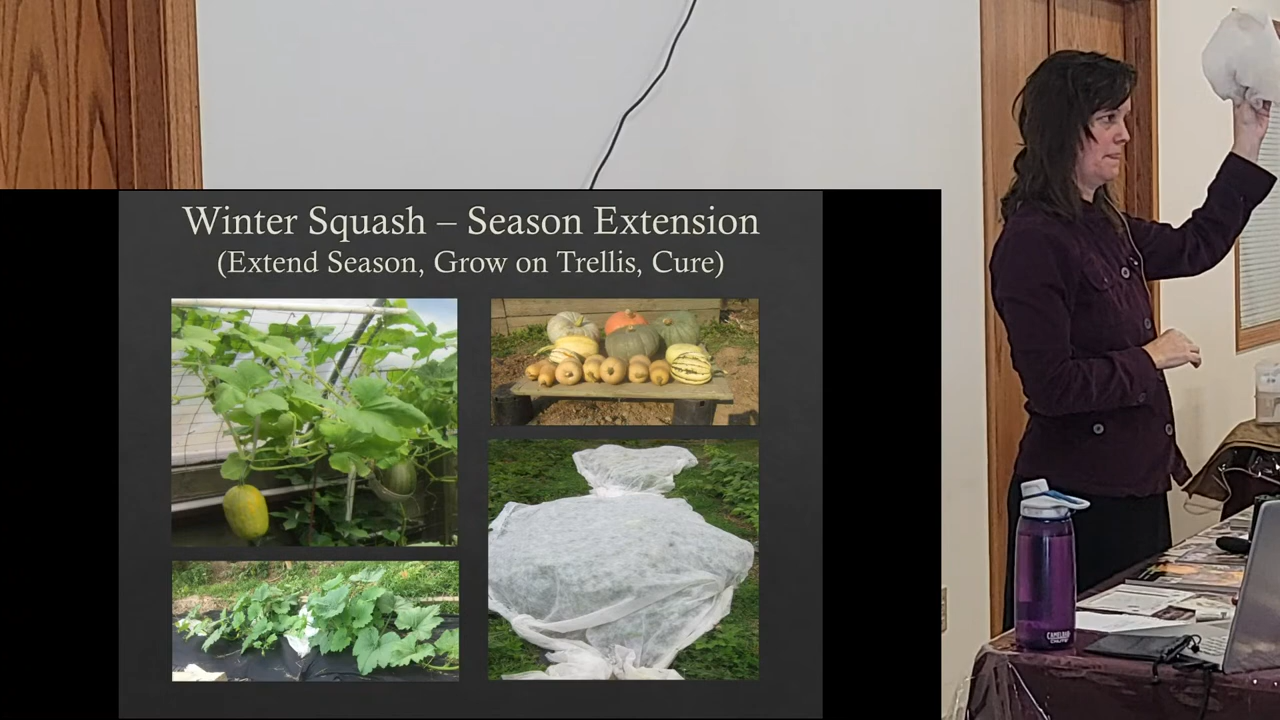 Winter Squash – Season Extension
(Extend Season, Grow on Trellis, Cure)
CAMELBAK